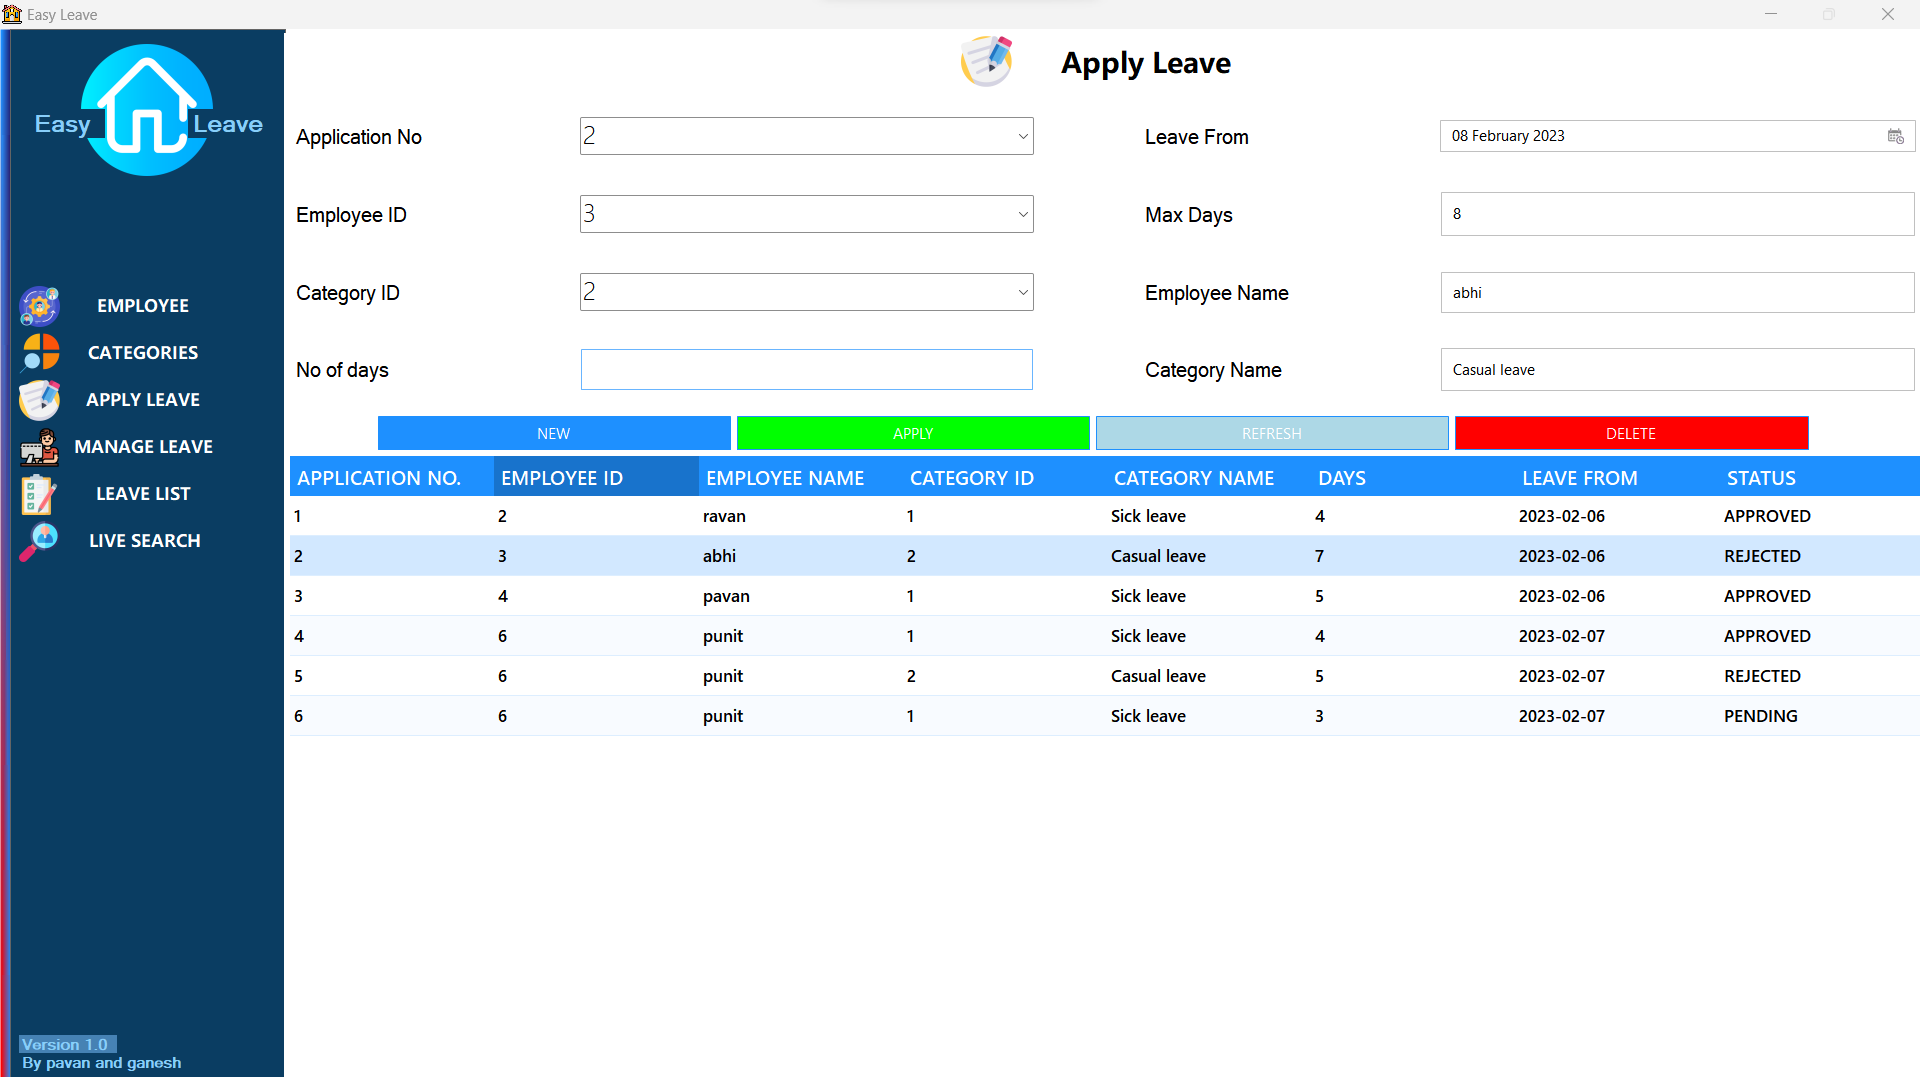 Easy Leave
Easy Leave
EMPLOYEE
CATEGORIES
APPLY LEAVE
MANAGE LEAVE
LEAVE LIST
LIVE SEARCH
Version 1.0
By pavan and ganesh
Apply Leave
Application No 2 Leave From 08 February 2023
Employee ID 3 Max Days 8
Category ID 2 Employee Name abhi
No of days Category Name Casual leave
NEW APPLY REFRESH DELETE
APPLICATION NO. EMPLOYEE ID EMPLOYEE NAME CATEGORY ID CATEGORY NAME DAYS LEAVE FROM STATUS
1 2 ravan 1 Sick leave 4 2023-02-06 APPROVED
2 3 abhi 2 Casual leave 7 2023-02-06 REJECTED
3 4 pavan 1 Sick leave 5 2023-02-06 APPROVED
4 6 punit 1 Sick leave 4 2023-02-07 APPROVED
5 6 punit 2 Casual leave 5 2023-02-07 REJECTED
6 6 punit 1 Sick leave 3 2023-02-07 PENDING